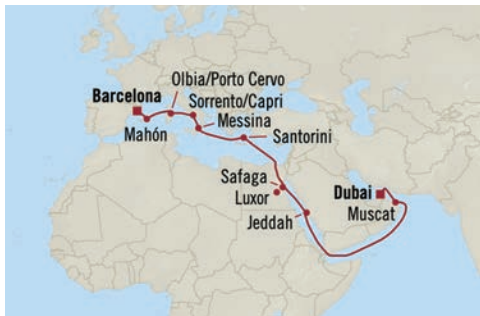 Olbia/Porto Cervo
Barcelona
Sorrento/Capri
Messina
Mahón
Santorini
Safaga
Luxor
Dubai
Muscat
Jeddah